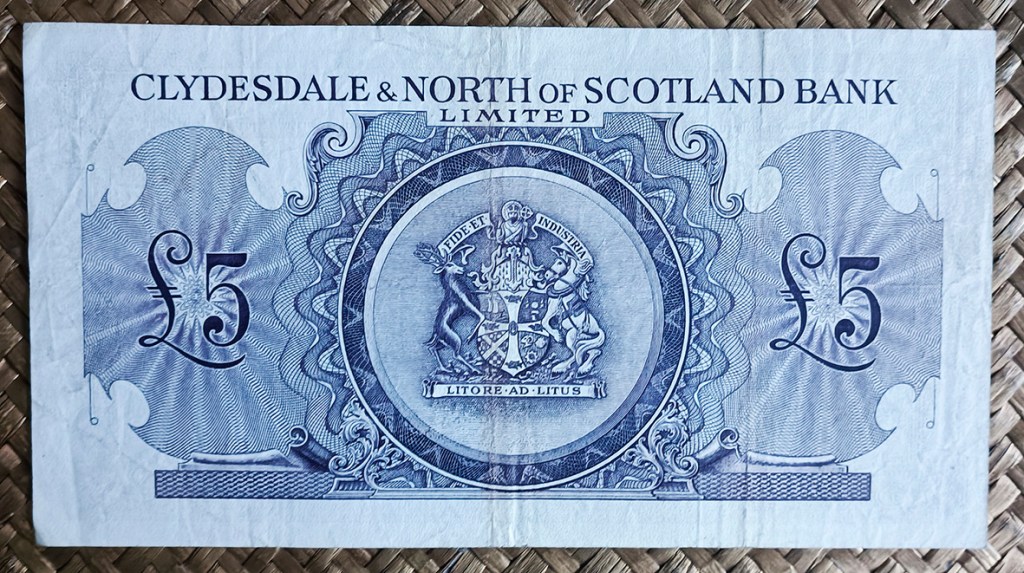 CLYDESDALE & NORTH OF SCOTLAND BANK
LIMITED
FIDE ET INDUSTRIA
£5
£5
LITORE·AD·LITUS